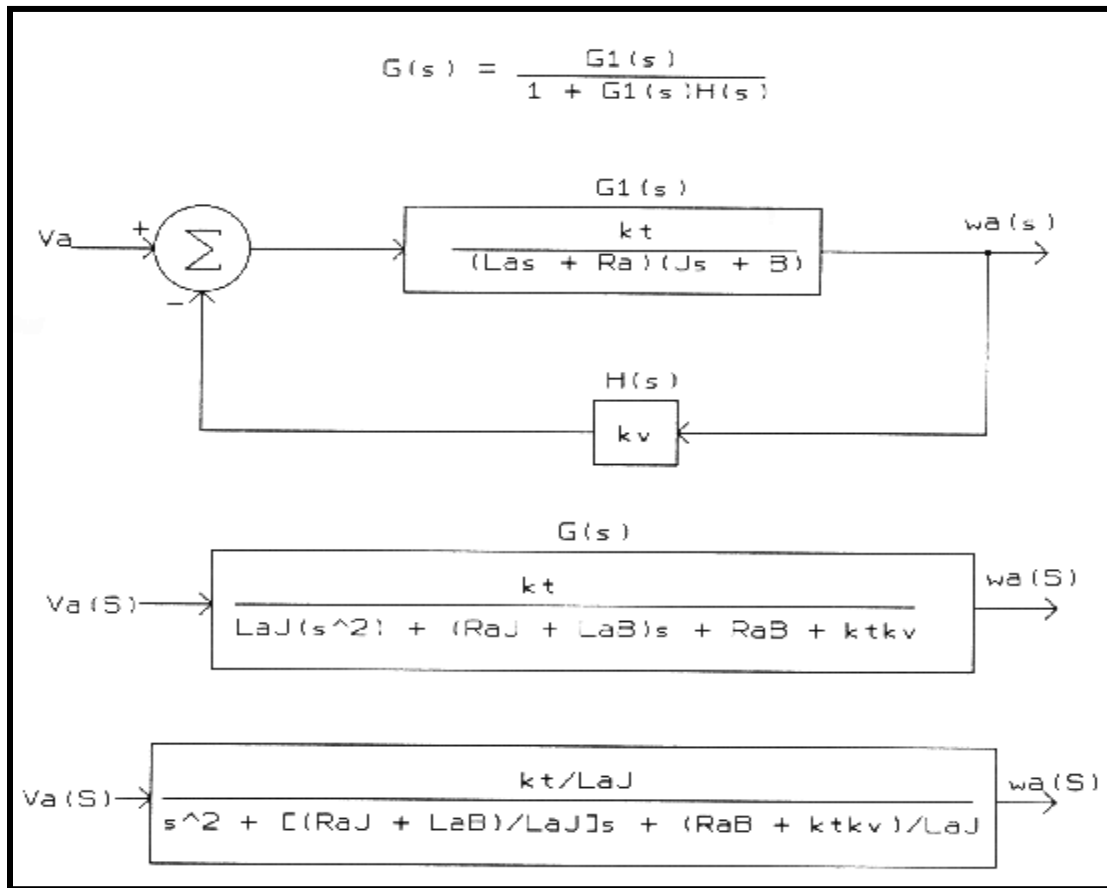 G(s) = G1(s)
1 + G1(s)H(s)
G1(s)
Va + Σ kt wa(s)
(Las + Ra)(Js + B)
−
H(s)
kv
G(s)
Va(S) kt wa(S)
LaJ(s^2) + (RaJ + LaB)s + RaB + ktkv
Va(S) kt/LaJ wa(S)
s^2 + [(RaJ + LaB)/LaJ]s + (RaB + ktkv)/LaJ